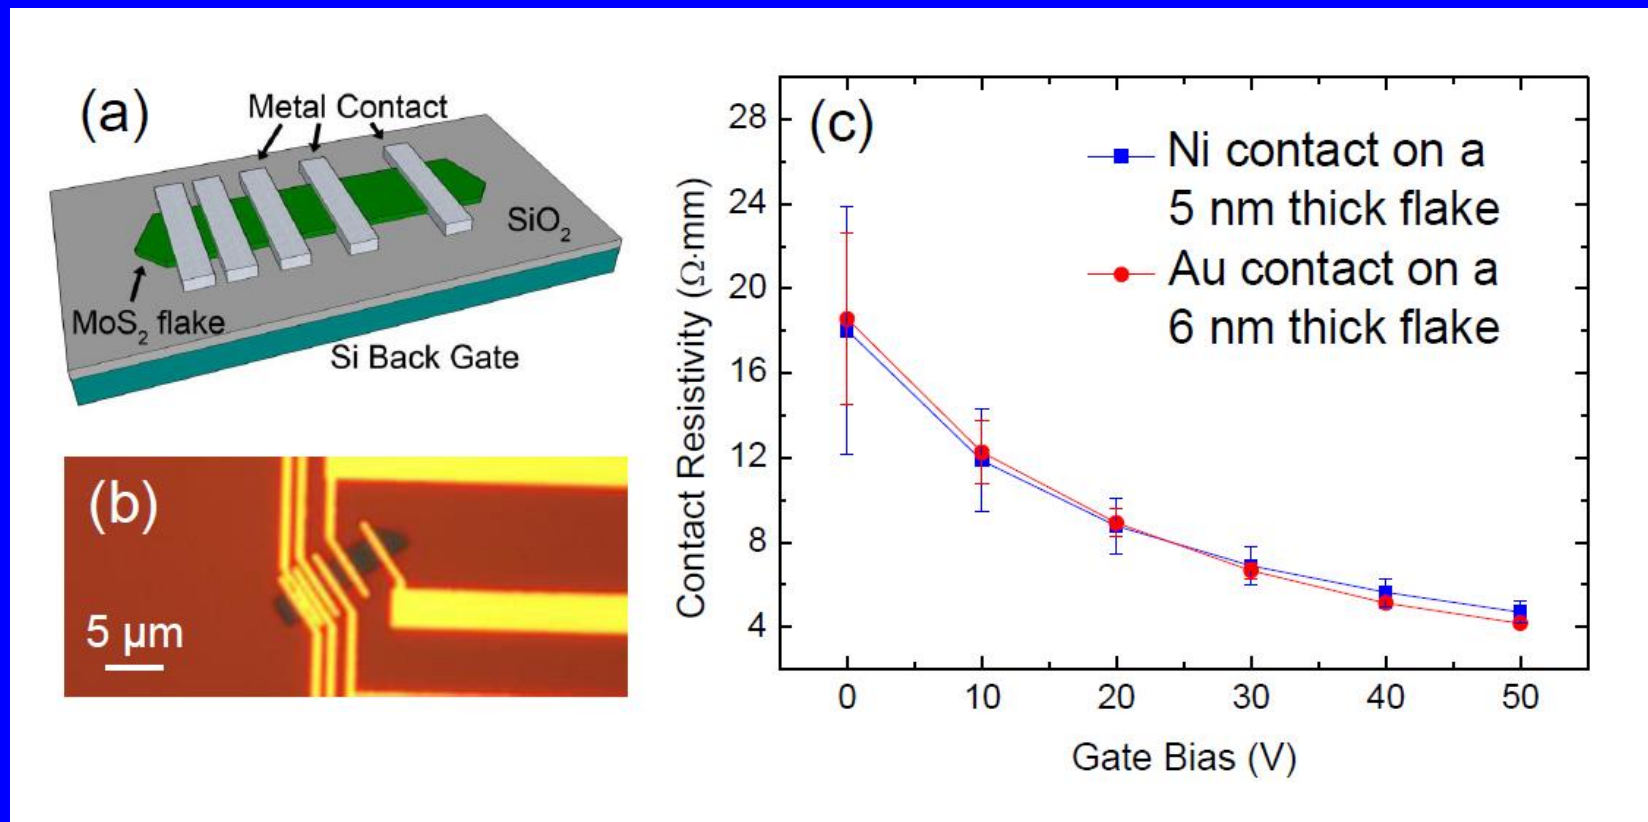 (a)
Metal Contact
SiO2
MoS2 flake
Si Back Gate
(b)
5 μm
(c)
Ni contact on a
5 nm thick flake
Au contact on a
6 nm thick flake
Contact Resistivity (Ω·mm)
28
24
20
16
12
8
4
0 10 20 30 40 50
Gate Bias (V)